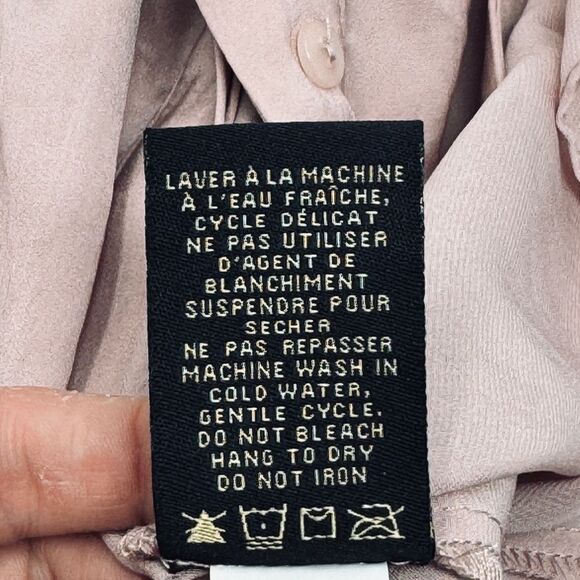 LAVER À LA MACHINE
À L'EAU FRAÎCHE,
CYCLE DÉLICAT
NE PAS UTILISER
D'AGENT DE
BLANCHIMENT
SUSPENDRE POUR
SECHER
NE PAS REPASSER
MACHINE WASH IN
COLD WATER,
GENTLE CYCLE.
DO NOT BLEACH
HANG TO DRY
DO NOT IRON